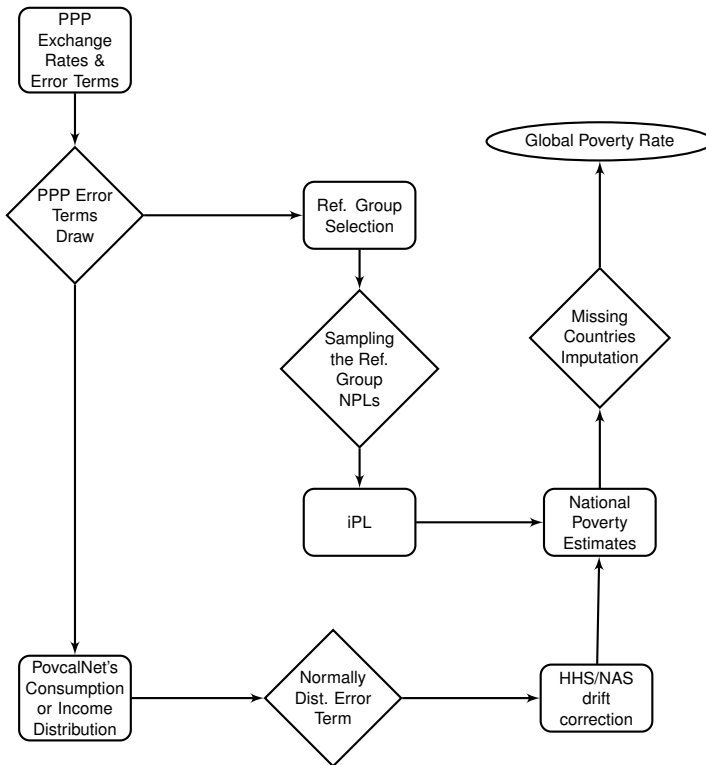 PPP
Exchange
Rates &
Error Terms
Global Poverty Rate
PPP Error
Terms
Draw
Ref. Group
Selection
Missing
Countries
Imputation
Sampling
the Ref.
Group
NPLs
iPL
National
Poverty
Estimates
PovcalNet's
Consumption
or Income
Distribution
Normally
Dist. Error
Term
HHS/NAS
drift
correction